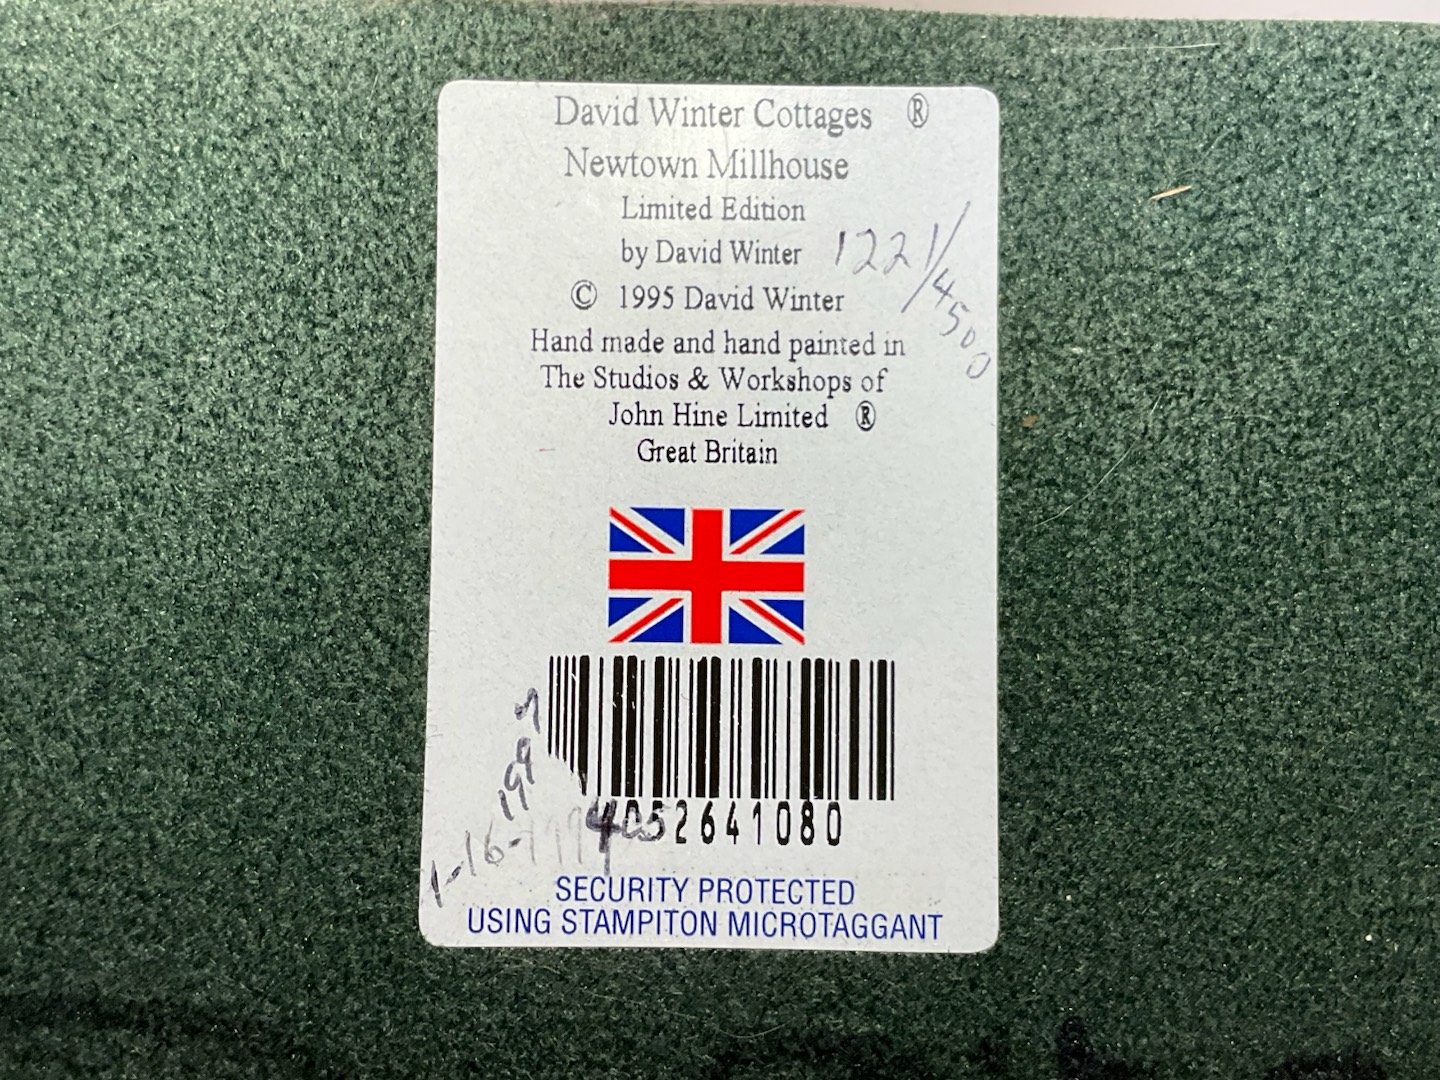 David Winter Cottages ®
Newtown Millhouse
Limited Edition
by David Winter
1221/4500
© 1995 David Winter
Hand made and hand painted in
The Studios & Workshops of
John Hine Limited ®
Great Britain
4052641080
1-16-1997
SECURITY PROTECTED
USING STAMPITON MICROTAGGANT